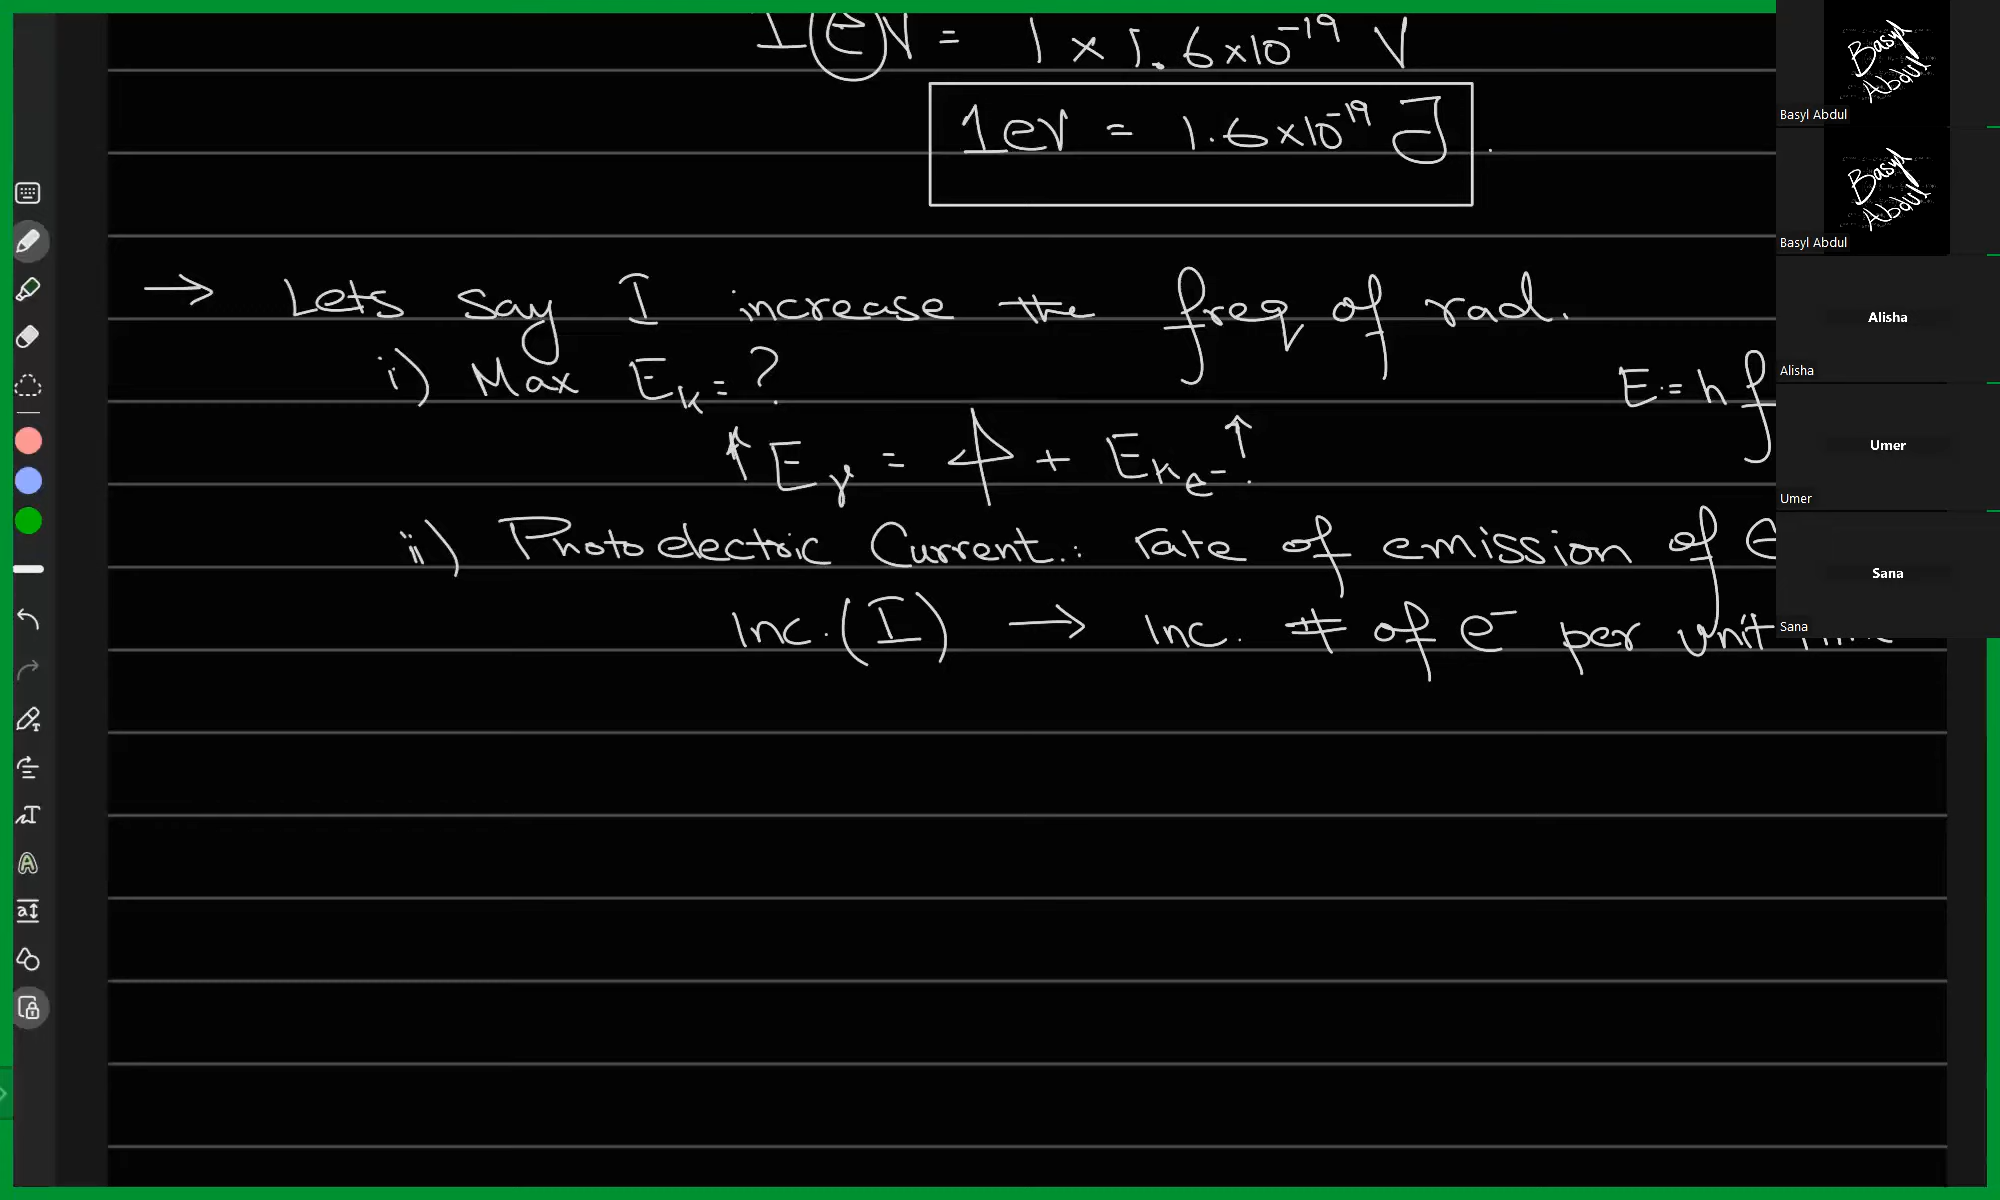 1 eV = 1 × 1.6×10⁻¹⁹ V
1eV = 1.6×10⁻¹⁹ J.
→ Lets say I increase the freq of rad.
i) Max Eₖ = ?
E = hf
↑Eγ = ϕ + Eₖₑ₋↑.
ii) Photoelectric Current: rate of emission of e
Inc. (I) → Inc. # of e⁻ per unit
Basyl Abdul
Basyl Abdul
Basyl Abdul
Basyl Abdul
Alisha
Alisha
Umer
Umer
Sana
Sana